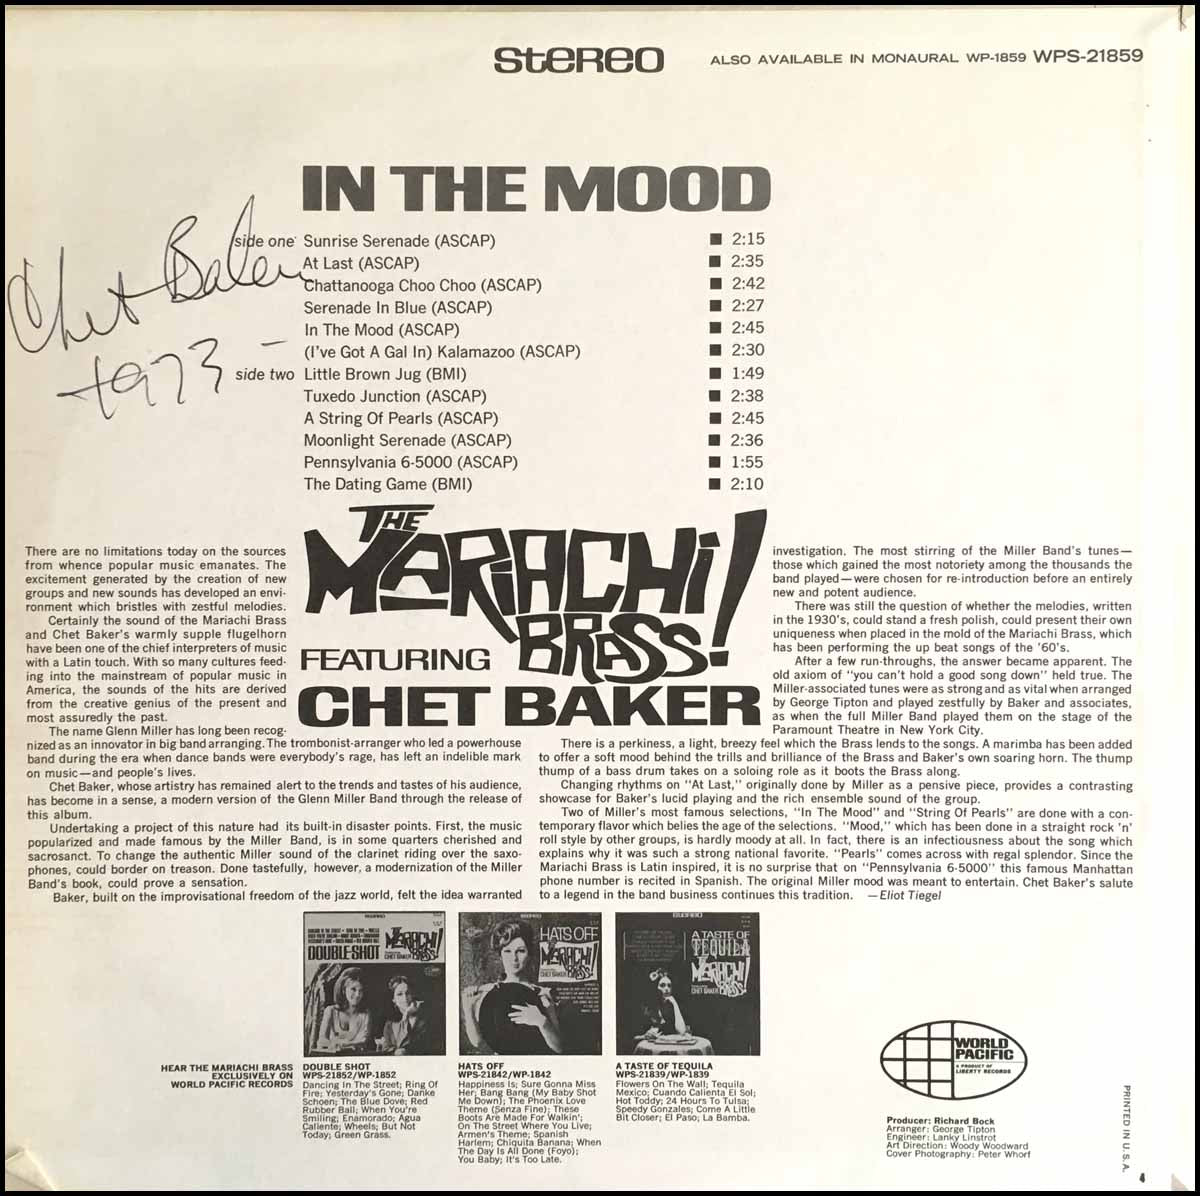 STEREO
ALSO AVAILABLE IN MONAURAL WP-1859 WPS-21859
IN THE MOOD
Chet Baker
1973 -
side one Sunrise Serenade (ASCAP) ■ 2:15
At Last (ASCAP) ■ 2:35
Chattanooga Choo Choo (ASCAP) ■ 2:42
Serenade In Blue (ASCAP) ■ 2:27
In The Mood (ASCAP) ■ 2:45
(I've Got A Gal In) Kalamazoo (ASCAP) ■ 2:30
side two Little Brown Jug (BMI) ■ 1:49
Tuxedo Junction (ASCAP) ■ 2:38
A String Of Pearls (ASCAP) ■ 2:45
Moonlight Serenade (ASCAP) ■ 2:36
Pennsylvania 6-5000 (ASCAP) ■ 1:55
The Dating Game (BMI) ■ 2:10
THE
MARIACHI
BRASS!
FEATURING
CHET BAKER
There are no limitations today on the sources
from whence popular music emanates. The
excitement generated by the creation of new
groups and new sounds has developed an envi-
ronment which bristles with zestful melodies.
Certainly the sound of the Mariachi Brass
and Chet Baker's warmly supple flugelhorn
have been one of the chief interpreters of music
with a Latin touch. With so many cultures feed-
ing into the mainstream of popular music in
America, the sounds of the hits are derived
from the creative genius of the present and
most assuredly the past.
The name Glenn Miller has long been recog-
nized as an innovator in big band arranging. The trombonist-arranger who led a powerhouse
band during the era when dance bands were everybody's rage, has left an indelible mark
on music—and people's lives.
Chet Baker, whose artistry has remained alert to the trends and tastes of his audience,
has become in a sense, a modern version of the Glenn Miller Band through the release of
this album.
Undertaking a project of this nature had its built-in disaster points. First, the music
popularized and made famous by the Miller Band, is in some quarters cherished and
sacrosanct. To change the authentic Miller sound of the clarinet riding over the saxo-
phones, could border on treason. Done tastefully, however, a modernization of the Miller
Band's book, could prove a sensation.
Baker, built on the improvisational freedom of the jazz world, felt the idea warranted
investigation. The most stirring of the Miller Band's tunes—
those which gained the most notoriety among the thousands the
band played—were chosen for re-introduction before an entirely
new and potent audience.
There was still the question of whether the melodies, written
in the 1930's, could stand a fresh polish, could present their own
uniqueness when placed in the mold of the Mariachi Brass, which
has been performing the up beat songs of the '60's.
After a few run-throughs, the answer became apparent. The
old axiom of "you can't hold a good song down" held true. The
Miller-associated tunes were as strong and as vital when arranged
by George Tipton and played zestfully by Baker and associates,
as when the full Miller Band played them on the stage of the
Paramount Theatre in New York City.
There is a perkiness, a light, breezy feel which the Brass lends to the songs. A marimba has been added
to offer a soft mood behind the trills and brilliance of the Brass and Baker's own soaring horn. The thump
thump of a bass drum takes on a soloing role as it boots the Brass along.
Changing rhythms on "At Last," originally done by Miller as a pensive piece, provides a contrasting
showcase for Baker's lucid playing and the rich ensemble sound of the group.
Two of Miller's most famous selections, "In The Mood" and "String Of Pearls" are done with a con-
temporary flavor which belies the age of the selections. "Mood," which has been done in a straight rock 'n'
roll style by other groups, is hardly moody at all. In fact, there is an infectiousness about the song which
explains why it was such a strong national favorite. "Pearls" comes across with regal splendor. Since the
Mariachi Brass is Latin inspired, it is no surprise that on "Pennsylvania 6-5000" this famous Manhattan
phone number is recited in Spanish. The original Miller mood was meant to entertain. Chet Baker's salute
to a legend in the band business continues this tradition. —Eliot Tiegel
STEREO
DOUBLE SHOT
MARIACHI
BRASS!
CHET BAKER
STEREO
HATS OFF
MARIACHI
BRASS!
CHET BAKER
STEREO
A TASTE OF
TEQUILA
MARIACHI
BRASS!
CHET BAKER
HEAR THE MARIACHI BRASS
EXCLUSIVELY ON
WORLD PACIFIC RECORDS
DOUBLE SHOT
WPS-21852/WP-1852
Dancing In The Street; Ring Of
Fire; Yesterday's Gone; Danke
Schoen; The Blue Dove; Red
Rubber Ball; When You're
Smiling; Enamorado; Agua
Caliente; Wheels; But Not
Today; Green Grass.
HATS OFF
WPS-21842/WP-1842
Happiness Is; Sure Gonna Miss
Her; Bang Bang (My Baby Shot
Me Down); The Phoenix Love
Theme (Senza Fine); These
Boots Are Made For Walkin';
On The Street Where You Live;
Armen's Theme; Spanish
Harlem; Chiquita Banana; When
The Day Is All Done (Foyo);
You Baby; It's Too Late.
A TASTE OF TEQUILA
WPS-21839/WP-1839
Flowers On The Wall; Tequila
Mexico; Cuando Calienta El Sol;
Hot Toddy; 24 Hours To Tulsa;
Speedy Gonzales; Come A Little
Bit Closer; El Paso; La Bamba.
WORLD
PACIFIC
A PRODUCT OF
LIBERTY RECORDS
Producer: Richard Bock
Arranger: George Tipton
Engineer: Lanky Linstrot
Art Direction: Woody Woodward
Cover Photography: Peter Whorf
PRINTED IN U.S.A.
4